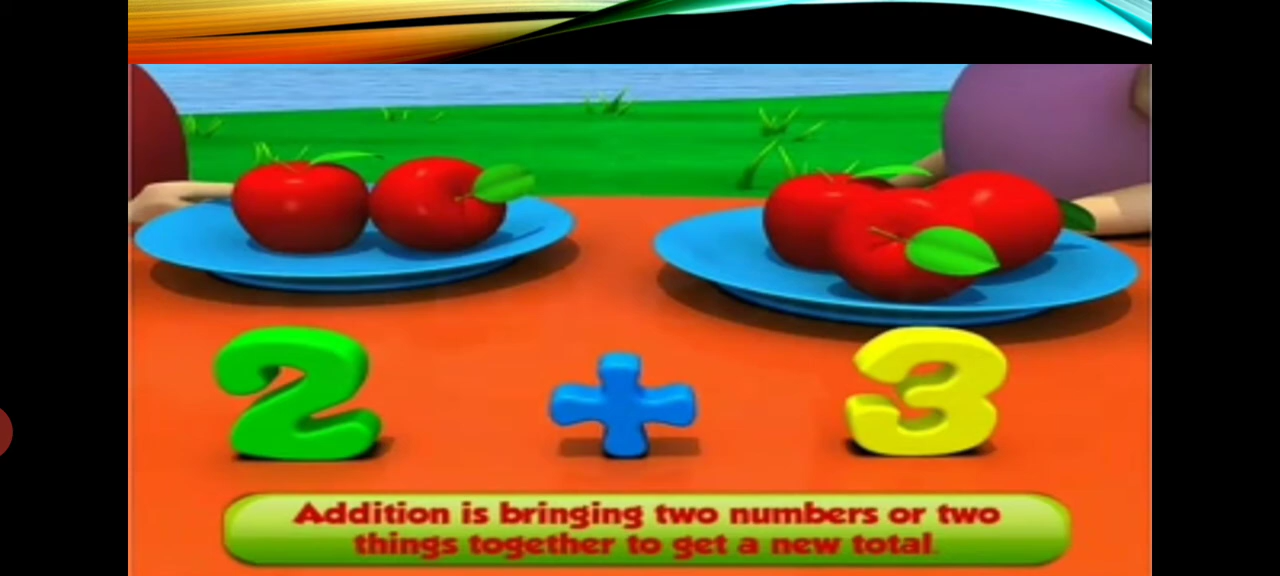 2 + 3
Addition is bringing two numbers or two
things together to get a new total.